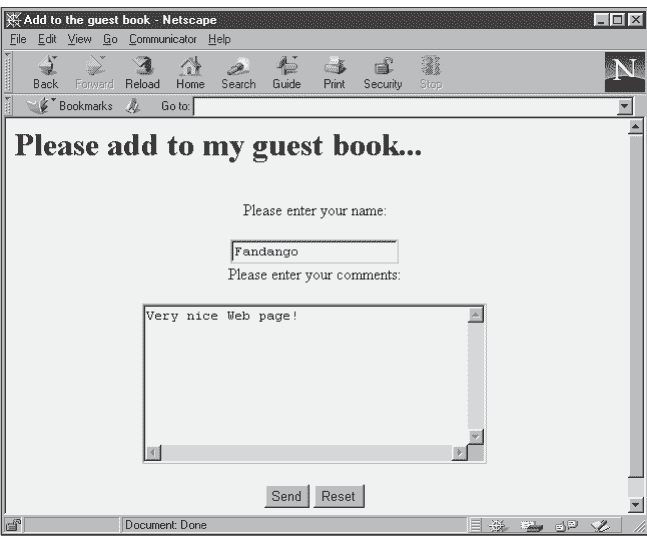 Add to the guest book - Netscape
File Edit View Go Communicator Help
Back Forward Reload Home Search Guide Print Security Stop
N
Bookmarks Go to:
Please add to my guest book...
Please enter your name:
Fandango
Please enter your comments:
Very nice Web page!
Send Reset
Document: Done